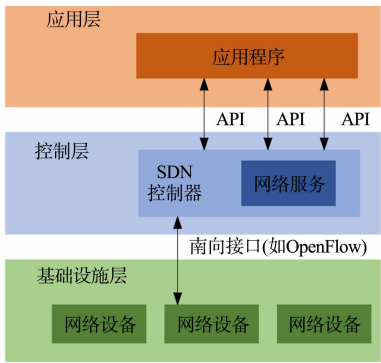 应用层
应用程序
API API API
控制层
SDN
控制器
网络服务
南向接口(如OpenFlow)
基础设施层
网络设备 网络设备 网络设备